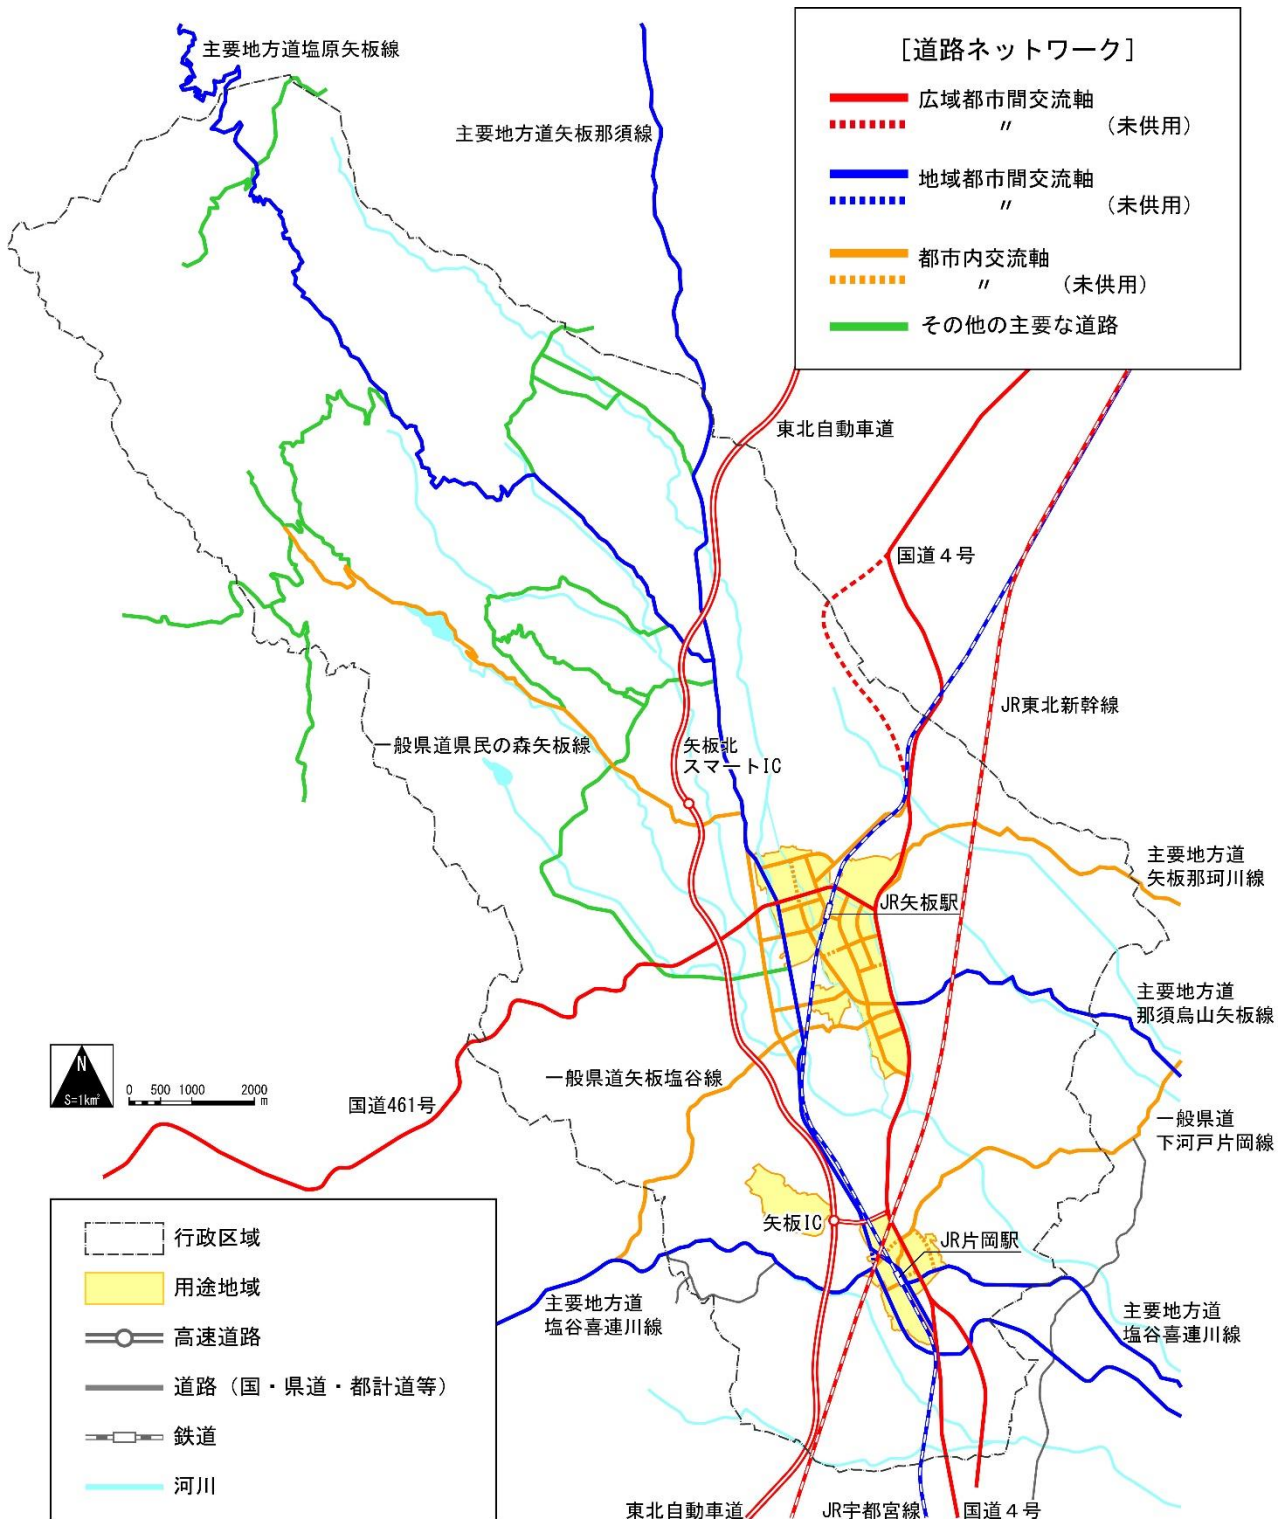 主要地方道塩原矢板線
主要地方道矢板那須線
[道路ネットワーク]
広域都市間交流軸
〃 (未供用)
地域都市間交流軸
〃 (未供用)
都市内交流軸
〃 (未供用)
その他の主要な道路
東北自動車道
国道４号
JR東北新幹線
一般県道県民の森矢板線
矢板北
スマートIC
主要地方道
矢板那珂川線
JR矢板駅
主要地方道
那須烏山矢板線
N
S=1k㎡
0 500 1000 2000
m
一般県道矢板塩谷線
国道461号
一般県道
下河戸片岡線
矢板IC
JR片岡駅
主要地方道
塩谷喜連川線
主要地方道
塩谷喜連川線
行政区域
用途地域
高速道路
道路（国・県道・都計道等）
鉄道
河川
東北自動車道
JR宇都宮線
国道４号